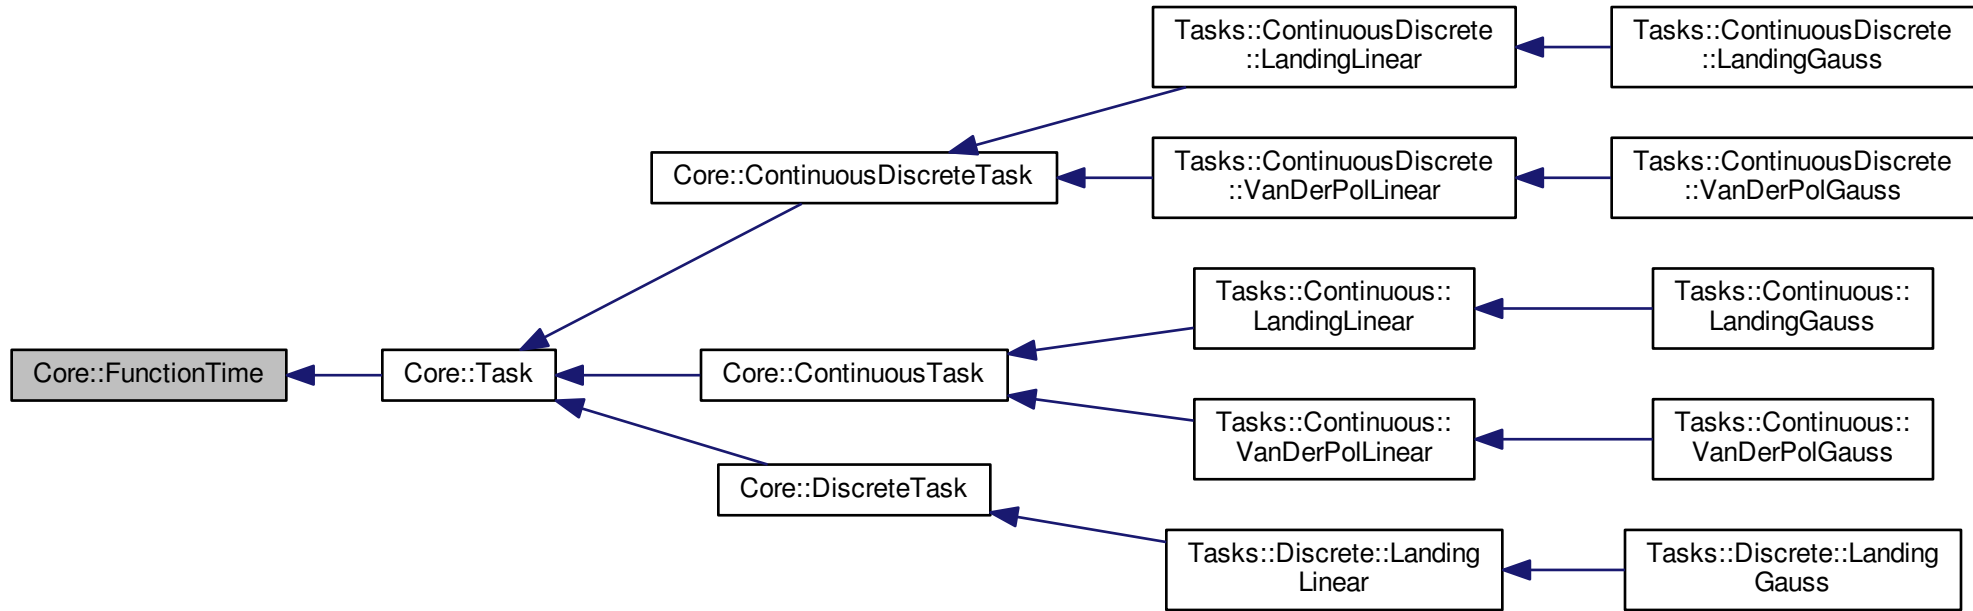 Core::FunctionTime
Core::Task
Core::ContinuousDiscreteTask
Core::ContinuousTask
Core::DiscreteTask
Tasks::ContinuousDiscrete
::LandingLinear
Tasks::ContinuousDiscrete
::VanDerPolLinear
Tasks::Continuous::
LandingLinear
Tasks::Continuous::
VanDerPolLinear
Tasks::Discrete::Landing
Linear
Tasks::ContinuousDiscrete
::LandingGauss
Tasks::ContinuousDiscrete
::VanDerPolGauss
Tasks::Continuous::
LandingGauss
Tasks::Continuous::
VanDerPolGauss
Tasks::Discrete::Landing
Gauss